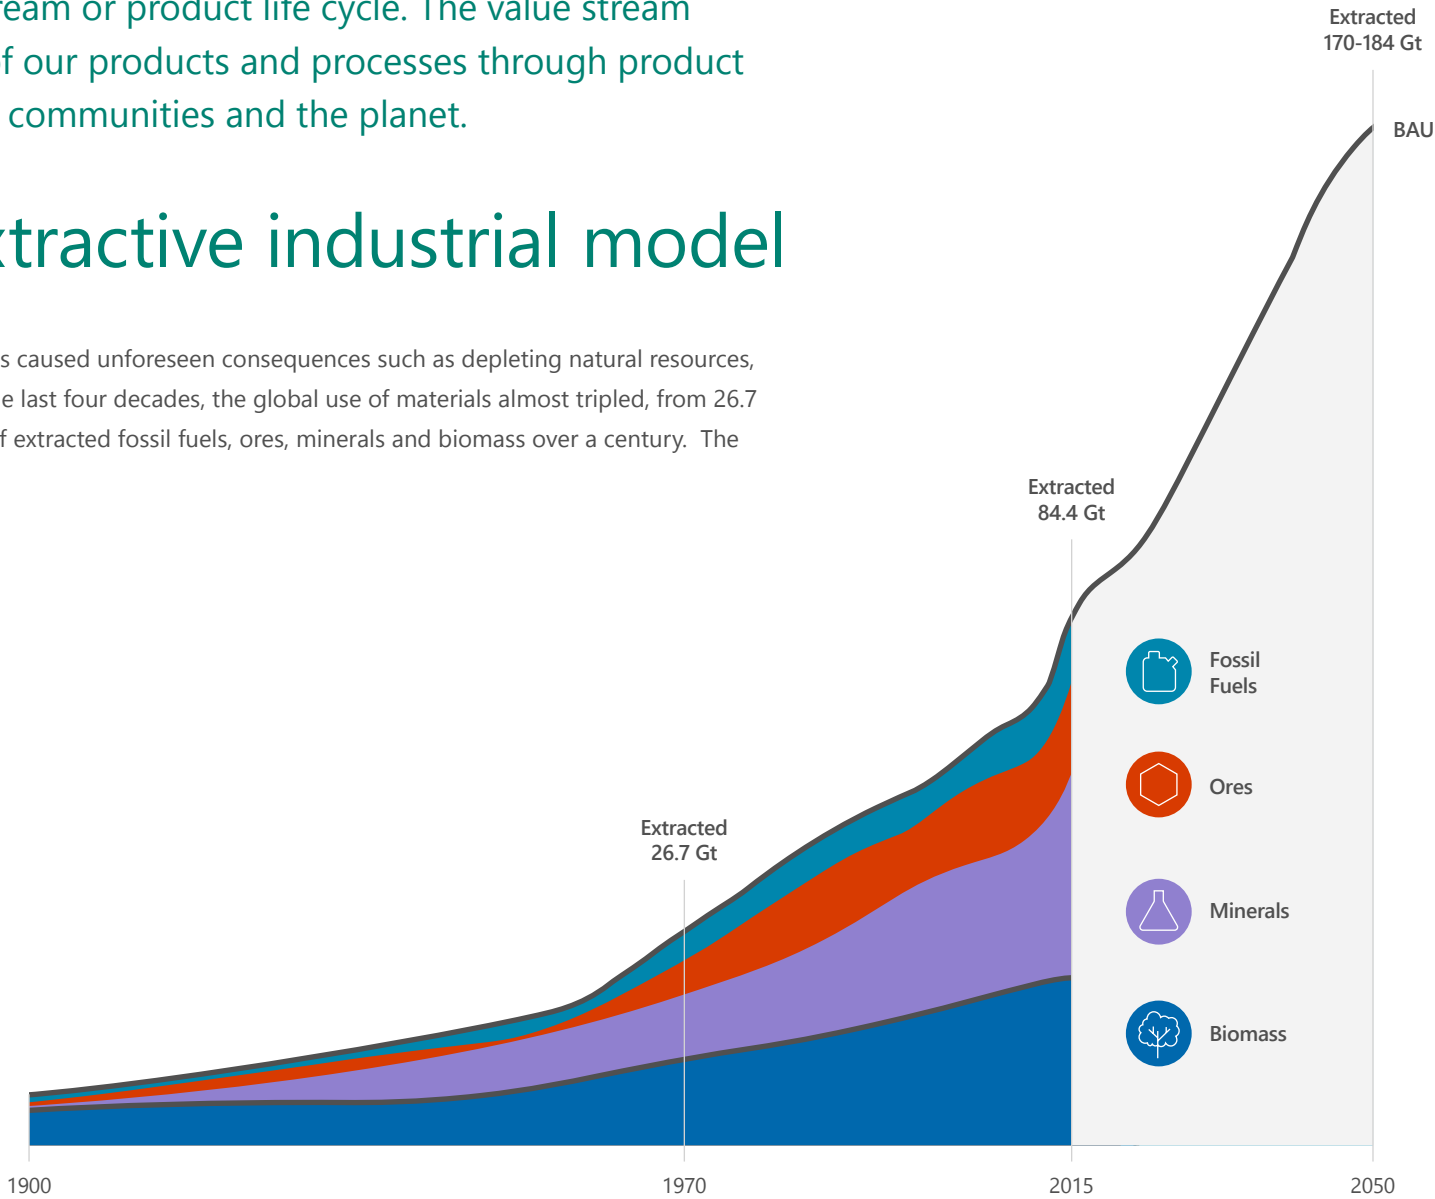 or product life cycle. The value stream
our products and processes through product
communities and the planet.
industrial model
caused unforeseen consequences such as depleting natural resources,
last four decades, the global use of materials almost tripled, from 26.7
extracted fossil fuels, ores, minerals and biomass over a century. The
Extracted
170-184 Gt
BAU
Extracted
84.4 Gt
Fossil
Fuels
Ores
Extracted
26.7 Gt
Minerals
Biomass
1900
1970
2015
2050